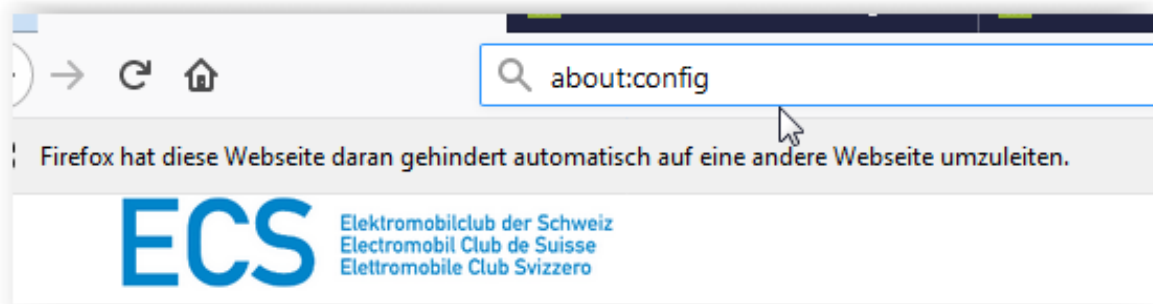 about:config
Firefox hat diese Webseite daran gehindert automatisch auf eine andere Webseite umzuleiten.
ECS
Elektromobilclub der Schweiz
Electromobil Club de Suisse
Elettromobile Club Svizzero